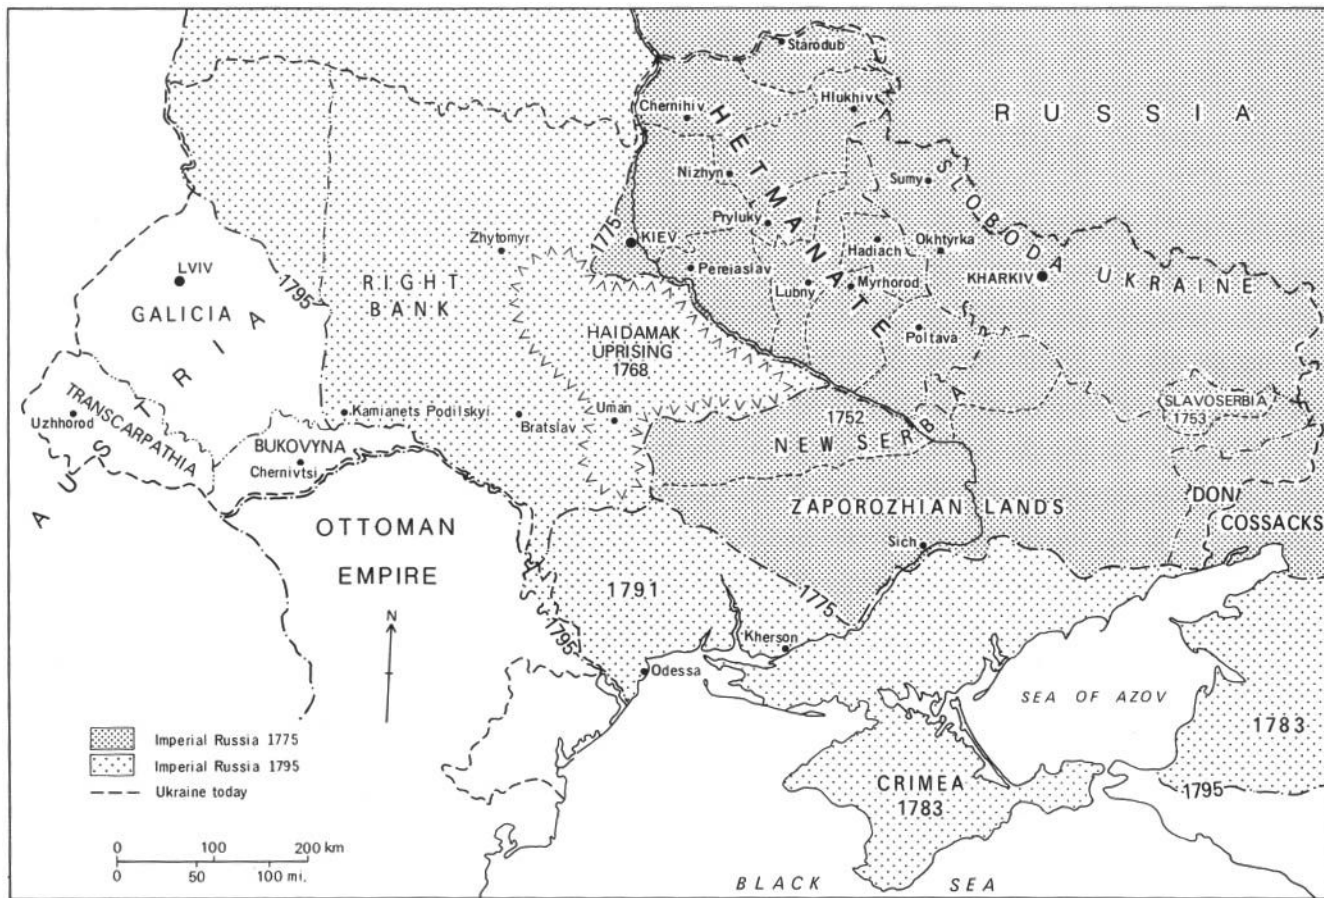 Starodub
Chernihiv
Hlukhiv
RUSSIA
HETMANATE
Nizhyn
Sumy
SLOBODA UKRAINE
Pryluky
1775
KIEV
Zhytomyr
Hadiach
Okhtyrka
Pereiaslav
LVIV
1795
RIGHT
BANK
Lubny
Myrhorod
KHARKIV
GALICIA
HAIDAMAK
UPRISING
1768
Poltava
AUSTRIA
TRANSCARPATHIA
Uzhhorod
Kamianets Podilskyi
Bratslav
Uman
1752
NEW SERBIA
SLAVOSERBIA
1753
BUKOVYNA
Chernivtsi
ZAPOROZHIAN LANDS
DON
COSSACKS
OTTOMAN
EMPIRE
Sich
1791
1775
N
1795
Kherson
Odessa
SEA OF AZOV
1783
CRIMEA
1783
1795
Imperial Russia 1775
Imperial Russia 1795
Ukraine today
0 100 200 km
0 50 100 mi.
BLACK SEA